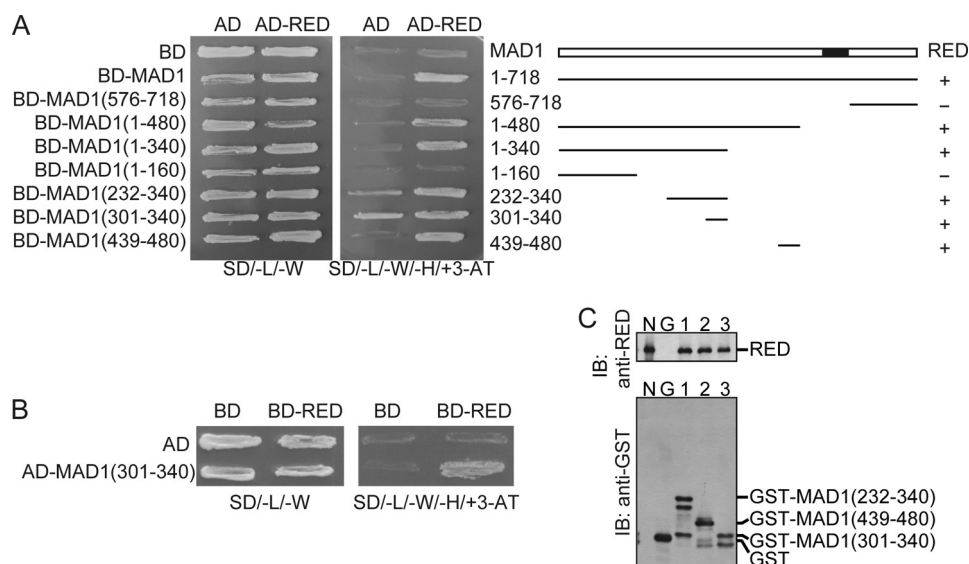 A
AD AD-RED AD AD-RED
BD
BD-MAD1
BD-MAD1(576-718)
BD-MAD1(1-480)
BD-MAD1(1-340)
BD-MAD1(1-160)
BD-MAD1(232-340)
BD-MAD1(301-340)
BD-MAD1(439-480)
SD/-L/-W SD/-L/-W/-H/+3-AT
MAD1 RED
1-718 +
576-718 –
1-480 +
1-340 +
1-160 –
232-340 +
301-340 +
439-480 +
B
BD BD-RED BD BD-RED
AD
AD-MAD1(301-340)
SD/-L/-W SD/-L/-W/-H/+3-AT
C
N G 1 2 3
IB:
anti-RED
RED
N G 1 2 3
IB: anti-GST
GST-MAD1(232-340)
GST-MAD1(439-480)
GST-MAD1(301-340)
GST